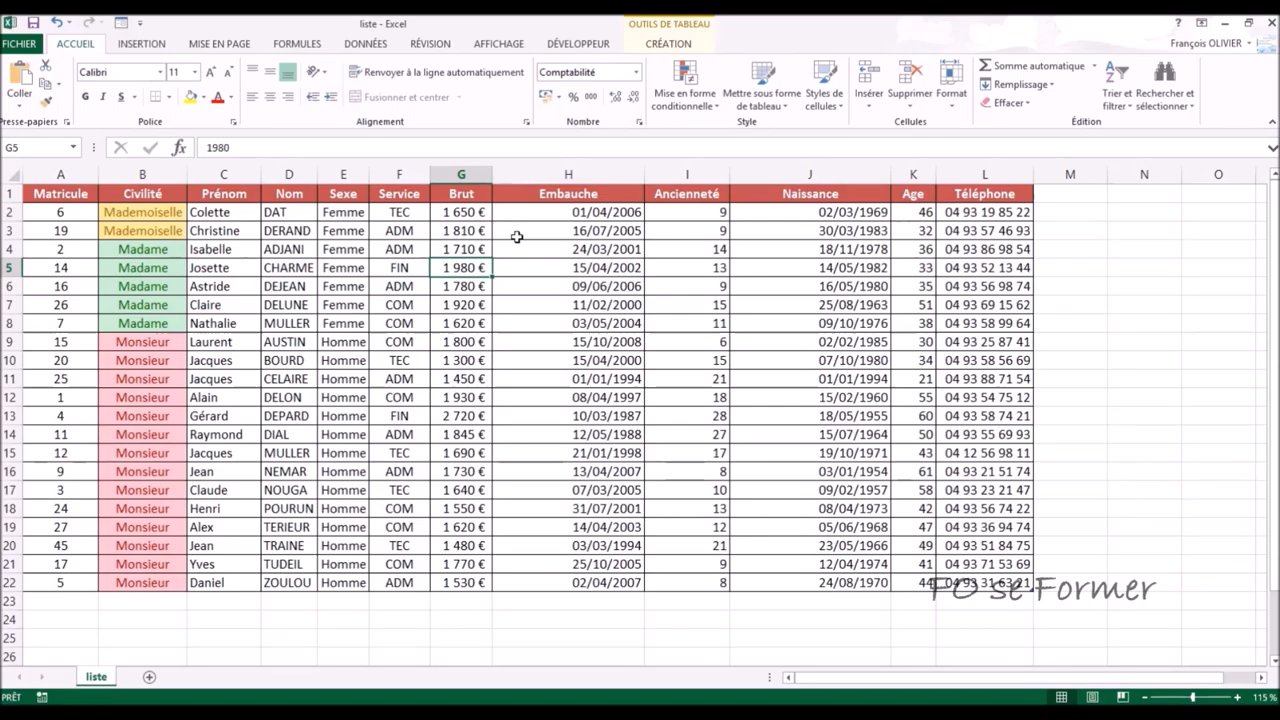 liste - Excel
OUTILS DE TABLEAU
FICHIER ACCUEIL INSERTION MISE EN PAGE FORMULES DONNÉES RÉVISION AFFICHAGE DÉVELOPPEUR CRÉATION François OLIVIER
Calibri 11 Renvoyer à la ligne automatiquement Comptabilité Somme automatique
Coller G I S Fusionner et centrer % 000 Mise en forme conditionnelle Mettre sous forme de tableau Styles de cellules Insérer Supprimer Format Remplissage Effacer Trier et filtrer Rechercher et sélectionner
Presse-papiers Police Alignement Nombre Style Cellules Édition
G5 fx 1980
A B C D E F G H I J K L M N O
1 Matricule Civilité Prénom Nom Sexe Service Brut Embauche Ancienneté Naissance Age Téléphone
2 6 Mademoiselle Colette DAT Femme TEC 1 650 € 01/04/2006 9 02/03/1969 46 04 93 19 85 22
3 19 Mademoiselle Christine DERAND Femme ADM 1 810 € 16/07/2005 9 30/03/1983 32 04 93 57 46 93
4 2 Madame Isabelle ADJANI Femme ADM 1 710 € 24/03/2001 14 18/11/1978 36 04 93 86 98 54
5 14 Madame Josette CHARME Femme FIN 1 980 € 15/04/2002 13 14/05/1982 33 04 93 52 13 44
6 16 Madame Astride DEJEAN Femme ADM 1 780 € 09/06/2006 9 16/05/1980 35 04 93 56 98 74
7 26 Madame Claire DELUNE Femme COM 1 920 € 11/02/2000 15 25/08/1963 51 04 93 69 15 62
8 7 Madame Nathalie MULLER Femme COM 1 620 € 03/05/2004 11 09/10/1976 38 04 93 58 99 64
9 15 Monsieur Laurent AUSTIN Homme COM 1 800 € 15/10/2008 6 02/02/1985 30 04 93 25 87 41
10 20 Monsieur Jacques BOURD Homme TEC 1 300 € 15/04/2000 15 07/10/1980 34 04 93 58 56 69
11 25 Monsieur Jacques CELAIRE Homme ADM 1 450 € 01/01/1994 21 01/01/1994 21 04 93 88 71 54
12 1 Monsieur Alain DELON Homme COM 1 930 € 08/04/1997 18 15/02/1960 55 04 93 54 75 12
13 4 Monsieur Gérard DEPARD Homme FIN 2 720 € 10/03/1987 28 18/05/1955 60 04 93 58 74 21
14 11 Monsieur Raymond DIAL Homme ADM 1 845 € 12/05/1988 27 15/07/1964 50 04 93 55 69 93
15 12 Monsieur Jacques MULLER Homme TEC 1 690 € 21/01/1998 17 19/10/1971 43 04 12 56 98 11
16 9 Monsieur Jean NEMAR Homme ADM 1 730 € 13/04/2007 8 03/01/1954 61 04 93 21 51 74
17 3 Monsieur Claude NOUGA Homme TEC 1 640 € 07/03/2005 10 09/02/1957 58 04 93 23 21 47
18 24 Monsieur Henri POURUN Homme COM 1 550 € 31/07/2001 13 08/04/1973 42 04 93 56 74 22
19 27 Monsieur Alex TERIEUR Homme COM 1 620 € 14/04/2003 12 05/06/1968 47 04 93 36 94 74
20 45 Monsieur Jean TRAINE Homme TEC 1 480 € 03/03/1994 21 23/05/1966 49 04 93 51 84 75
21 17 Monsieur Yves TUDEIL Homme COM 1 770 € 25/10/2005 9 12/04/1974 41 04 93 71 53 69
22 5 Monsieur Daniel ZOULOU Homme ADM 1 530 € 02/04/2007 8 24/08/1970 44 04 93 31 63 21
FO se Former
23
24
25
26
liste
PRÊT 115 %